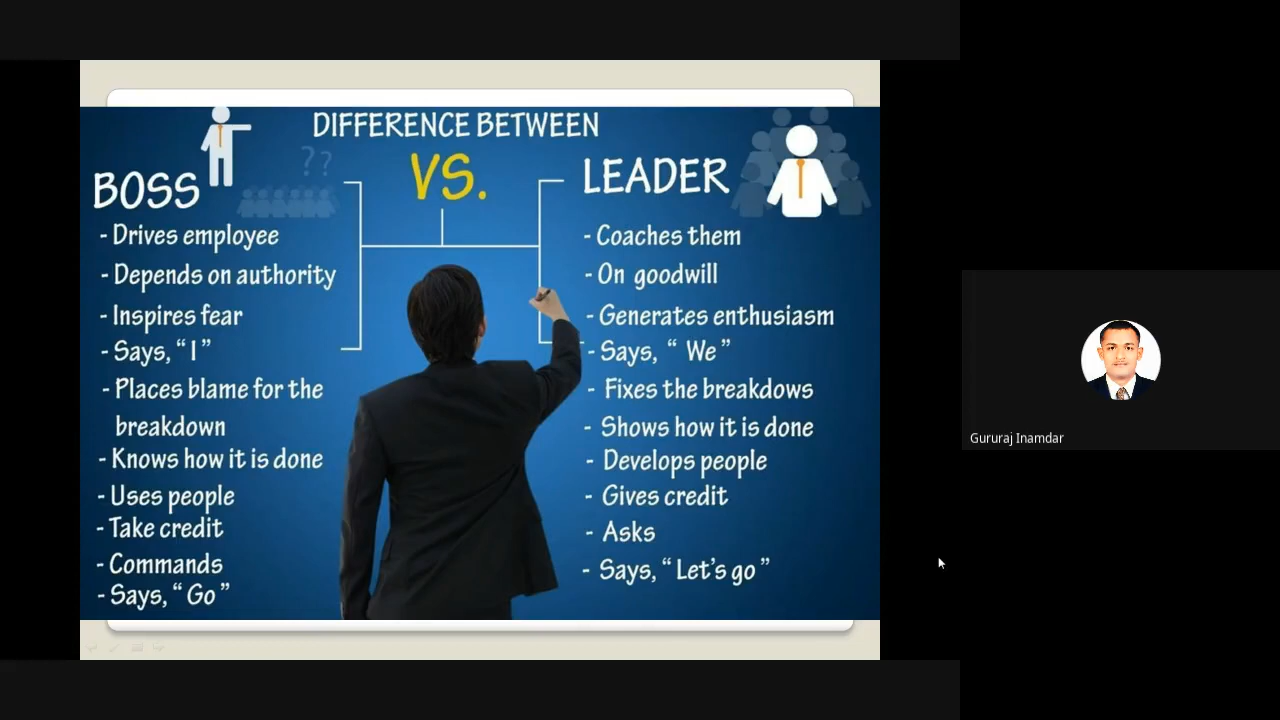 DIFFERENCE BETWEEN
VS.
BOSS
- Drives employee
- Depends on authority
- Inspires fear
- Says, “ I ”
- Places blame for the
breakdown
- Knows how it is done
- Uses people
- Take credit
- Commands
- Says, “ Go ”
??
LEADER
- Coaches them
- On goodwill
- Generates enthusiasm
- Says, “ We ”
- Fixes the breakdows
- Shows how it is done
- Develops people
- Gives credit
- Asks
- Says, “ Let's go ”
Gururaj Inamdar